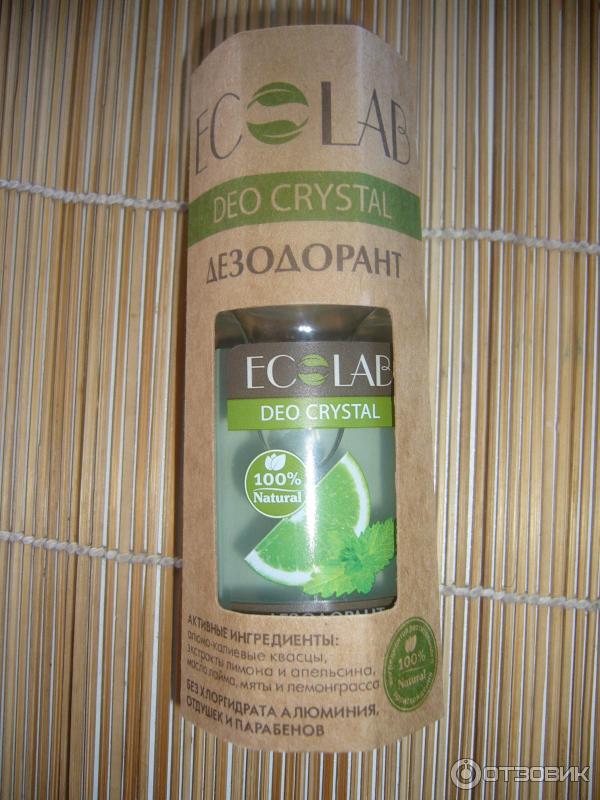 ECOLAB
DEO CRYSTAL
ДЕЗОДОРАНТ
ECOLAB
DEO CRYSTAL
100%
Natural
ДЕЗОДОРАНТ
АКТИВНЫЕ ИНГРЕДИЕНТЫ:
алюмо-калиевые квасцы,
экстракты лимона и апельсина,
масло лайма, мяты и лемонграсса
БЕЗ ХЛОРГИДРАТА АЛЮМИНИЯ,
ОТДУШЕК И ПАРАБЕНОВ
100%
Natural
ОТЗОВИК